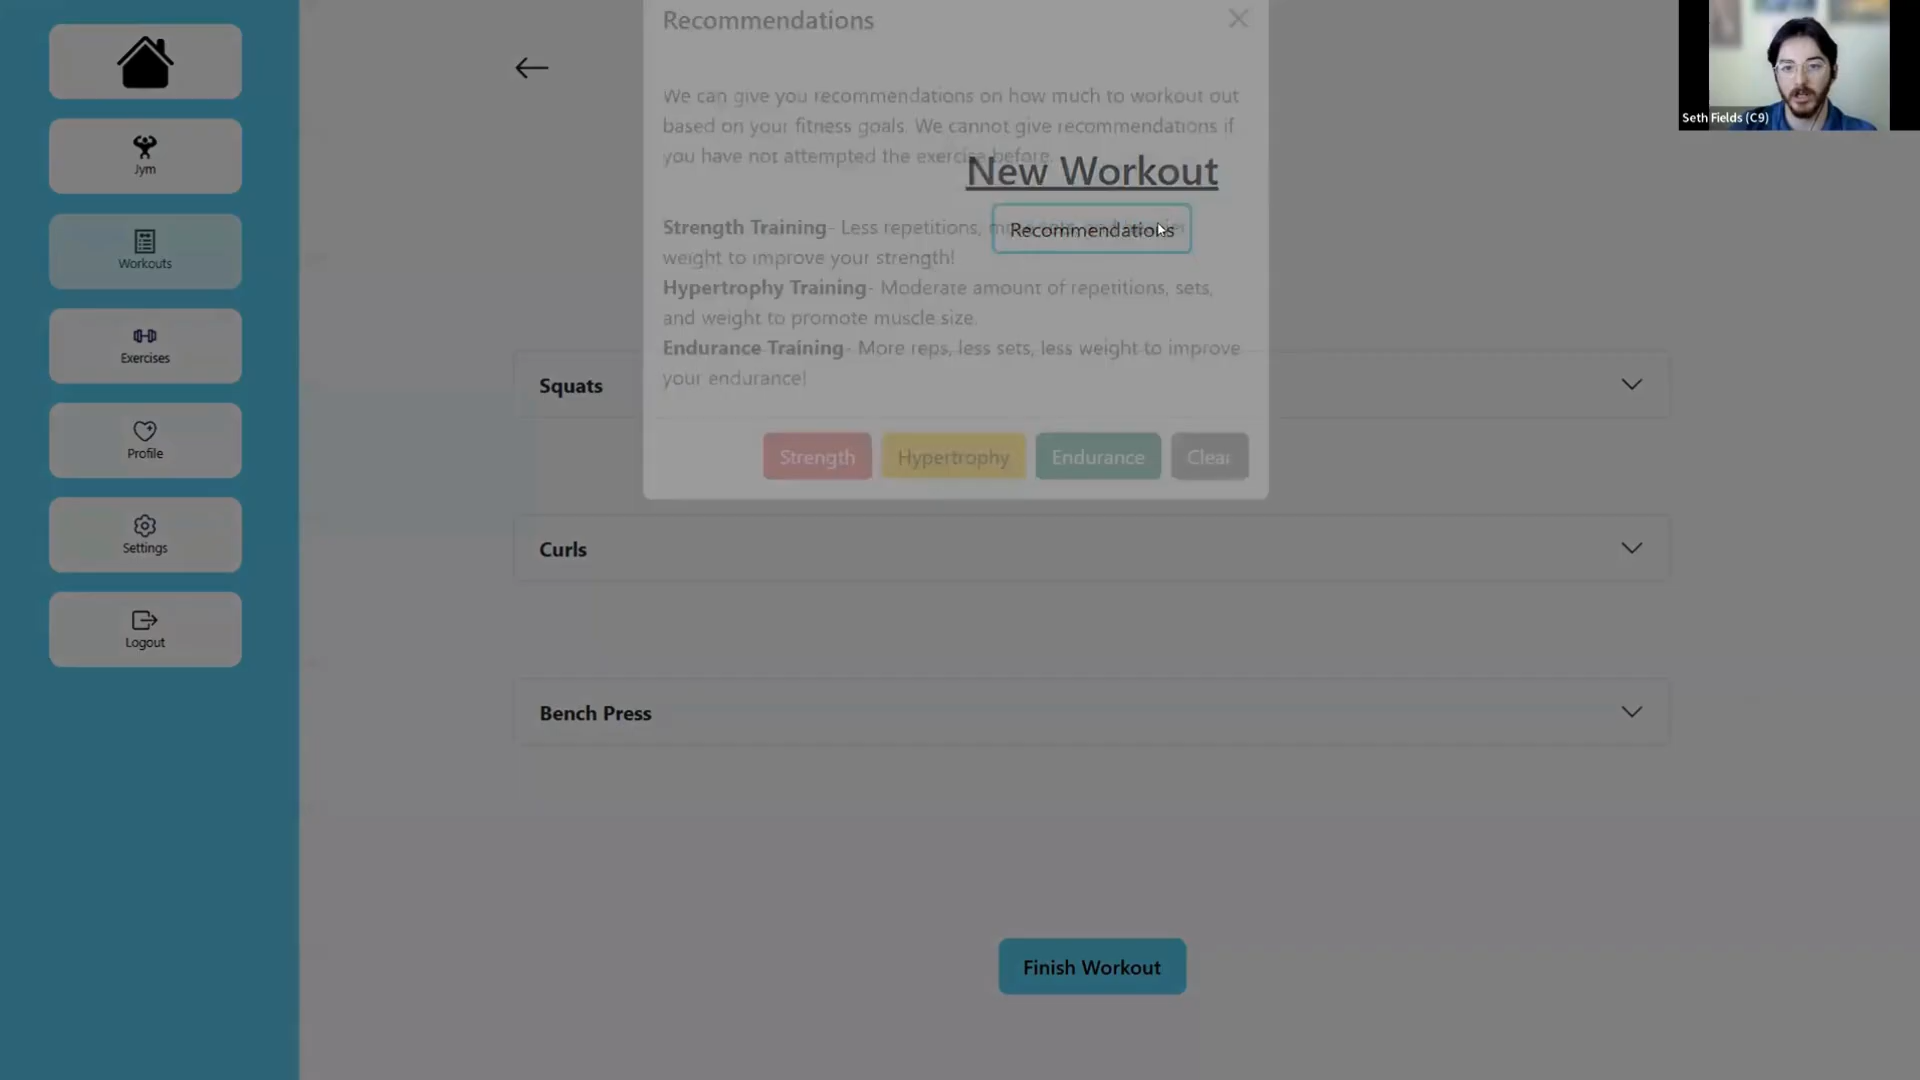 Jym
Workouts
Exercises
Profile
Settings
Logout
Recommendations
We can give you recommendations on how much to workout out
based on your fitness goals. We cannot give recommendations if
you have not attempted the exercise before.
New Workout
Recommendations
Strength Training- Less repetitions,
weight to improve your strength!
Hypertrophy Training- Moderate amount of repetitions, sets,
and weight to promote muscle size.
Endurance Training- More reps, less sets, less weight to improve
your endurance!
Strength Hypertrophy Endurance Clear
Squats
Curls
Bench Press
Finish Workout
Seth Fields (C9)